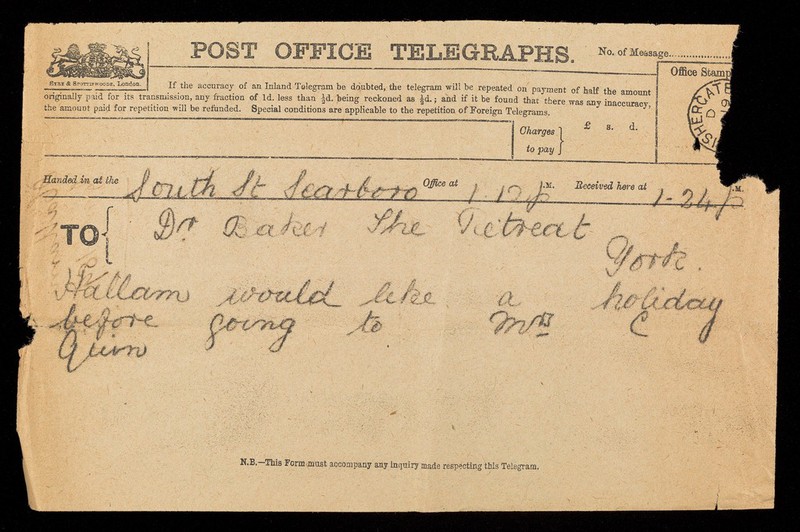 POST OFFICE TELEGRAPHS.
No. of Message
EYRE & SPOTTISWOODE, London.
Office Stamp
If the accuracy of an Inland Telegram be doubted, the telegram will be repeated on payment of half the amount
originally paid for its transmission, any fraction of 1d. less than ½d. being reckoned as ½d.; and if it be found that there was any inaccuracy,
the amount paid for repetition will be refunded. Special conditions are applicable to the repetition of Foreign Telegrams.
Charges to pay } £ s. d.
ISHERGATE
D
Handed in at the South St Scarboro Office at 1.12 p.M. Received here at 1-24 p.M.
TO { Dr Baker The Retreat
York.
Hallam would like a holiday
before going to Mrs C
Quin
N.B.—This Form must accompany any inquiry made respecting this Telegram.